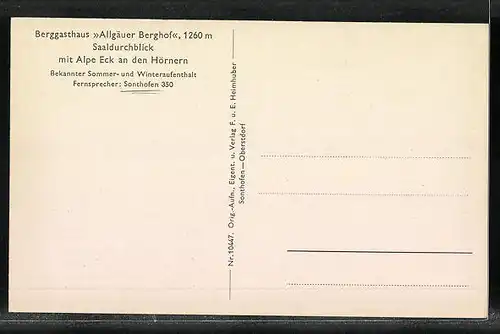 Berggasthaus »Allgäuer Berghof«, 1260 m
Saaldurchblick
mit Alpe Eck an den Hörnern
Bekannter Sommer- und Winteraufenthalt
Fernsprecher: Sonthofen 350
Nr. 10447. Orig.-Aufn., Eigent. u. Verlag F. u. E. Heimhuber
Sonthofen—Oberstdorf